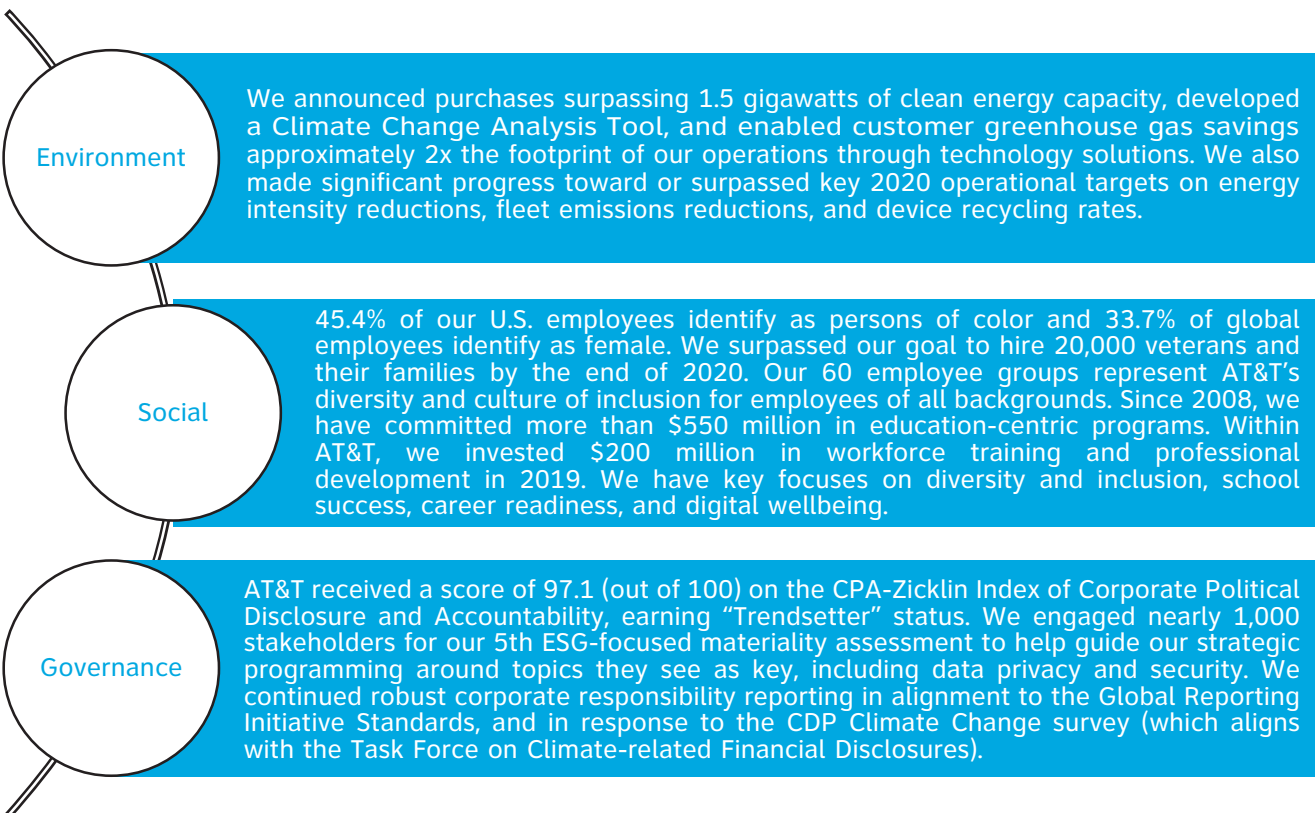 Environment
We announced purchases surpassing 1.5 gigawatts of clean energy capacity, developed
a Climate Change Analysis Tool, and enabled customer greenhouse gas savings
approximately 2x the footprint of our operations through technology solutions. We also
made significant progress toward or surpassed key 2020 operational targets on energy
intensity reductions, fleet emissions reductions, and device recycling rates.
Social
45.4% of our U.S. employees identify as persons of color and 33.7% of global
employees identify as female. We surpassed our goal to hire 20,000 veterans and
their families by the end of 2020. Our 60 employee groups represent AT&T’s
diversity and culture of inclusion for employees of all backgrounds. Since 2008, we
have committed more than $550 million in education-centric programs. Within
AT&T, we invested $200 million in workforce training and professional
development in 2019. We have key focuses on diversity and inclusion, school
success, career readiness, and digital wellbeing.
Governance
AT&T received a score of 97.1 (out of 100) on the CPA-Zicklin Index of Corporate Political
Disclosure and Accountability, earning “Trendsetter” status. We engaged nearly 1,000
stakeholders for our 5th ESG-focused materiality assessment to help guide our strategic
programming around topics they see as key, including data privacy and security. We
continued robust corporate responsibility reporting in alignment to the Global Reporting
Initiative Standards, and in response to the CDP Climate Change survey (which aligns
with the Task Force on Climate-related Financial Disclosures).